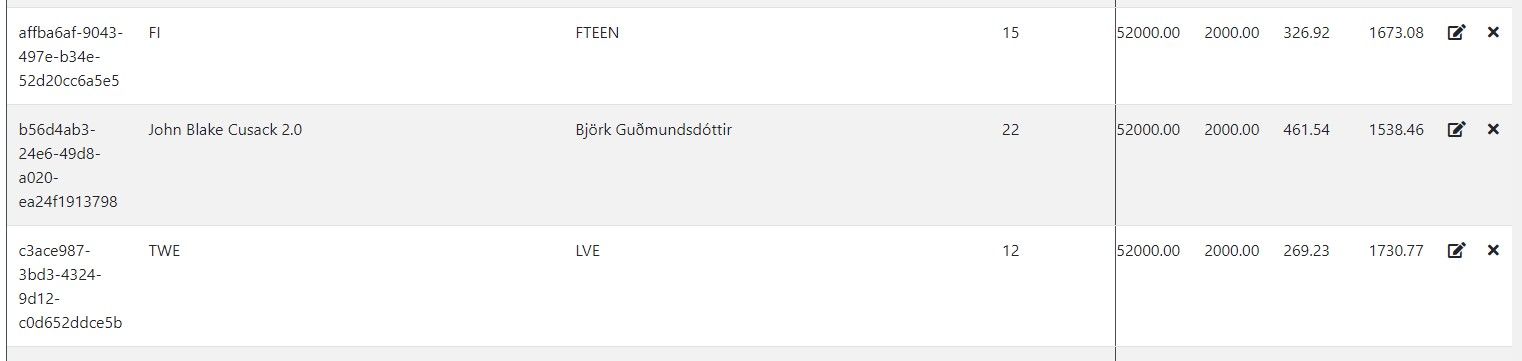 affba6af-9043- FI FTEEN 15 52000.00 2000.00 326.92 1673.08
497e-b34e-
52d20cc6a5e5
b56d4ab3- John Blake Cusack 2.0 Björk Guðmundsdóttir 22 52000.00 2000.00 461.54 1538.46
24e6-49d8-
a020-
ea24f1913798
c3ace987- TWE LVE 12 52000.00 2000.00 269.23 1730.77
3bd3-4324-
9d12-
c0d652ddce5b